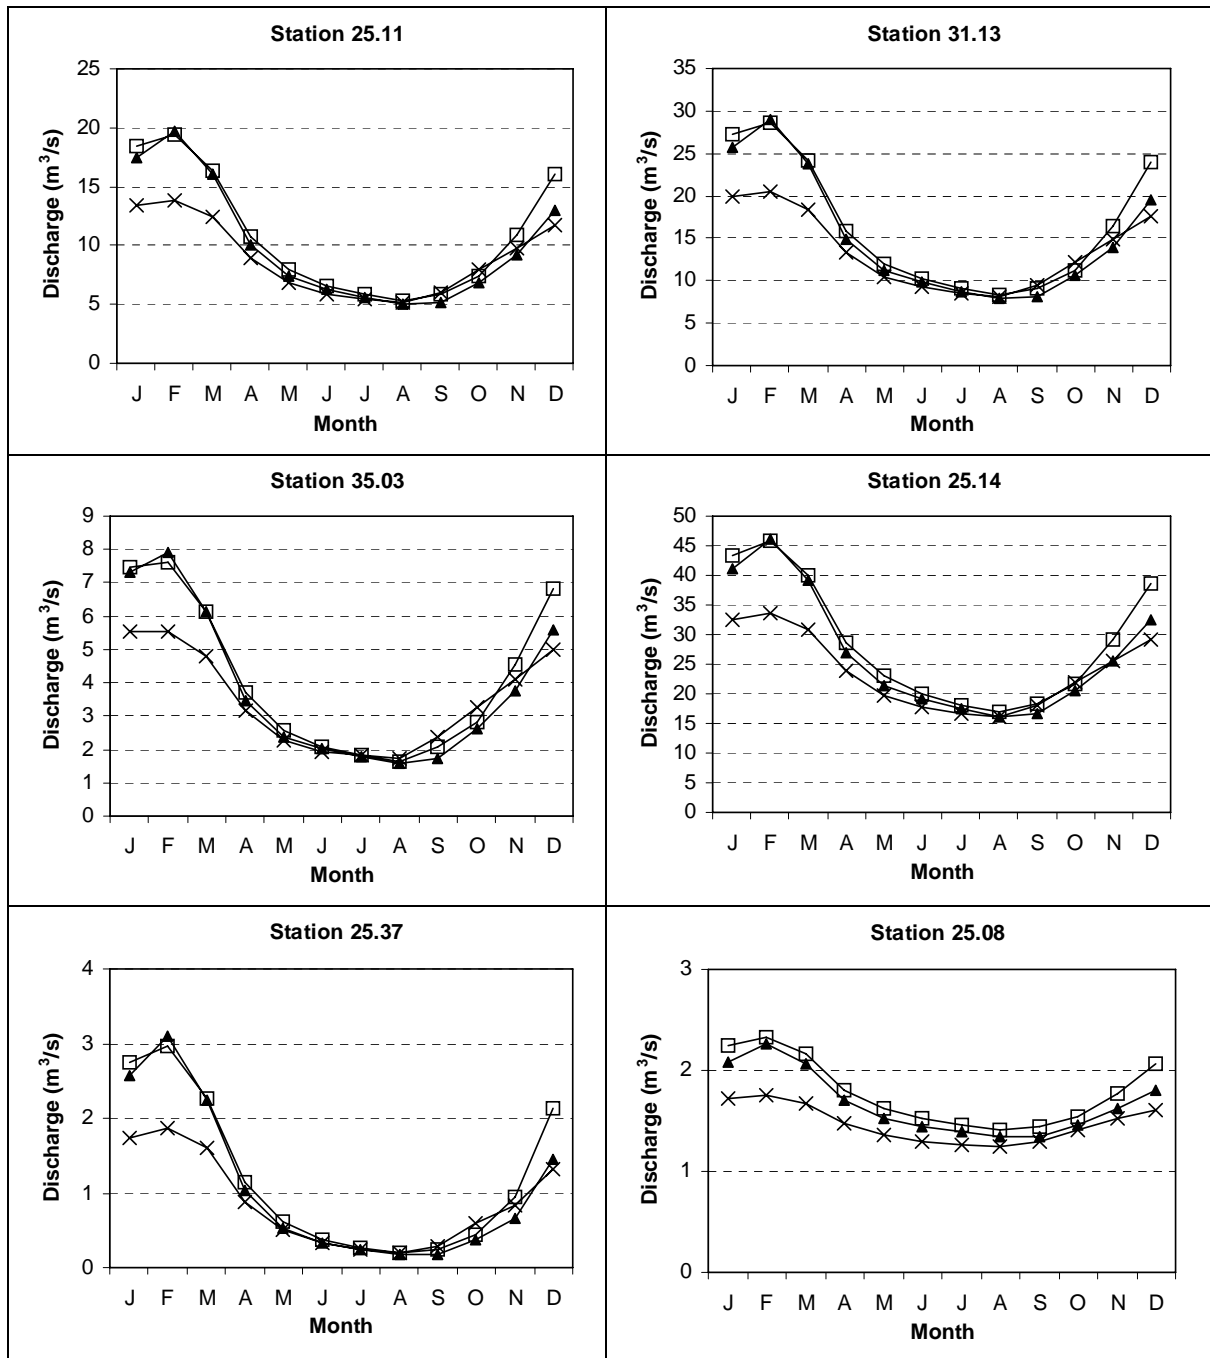 Station 25.11
Discharge (m³/s)
25
20
15
10
5
0
J F M A M J J A S O N D
Month
Station 31.13
Discharge (m³/s)
35
30
25
20
15
10
5
0
J F M A M J J A S O N D
Month
Station 35.03
Discharge (m³/s)
9
8
7
6
5
4
3
2
1
0
J F M A M J J A S O N D
Month
Station 25.14
Discharge (m³/s)
50
45
40
35
30
25
20
15
10
5
0
J F M A M J J A S O N D
Month
Station 25.37
Discharge (m³/s)
4
3
2
1
0
J F M A M J J A S O N D
Month
Station 25.08
Discharge (m³/s)
3
2
1
0
J F M A M J J A S O N D
Month